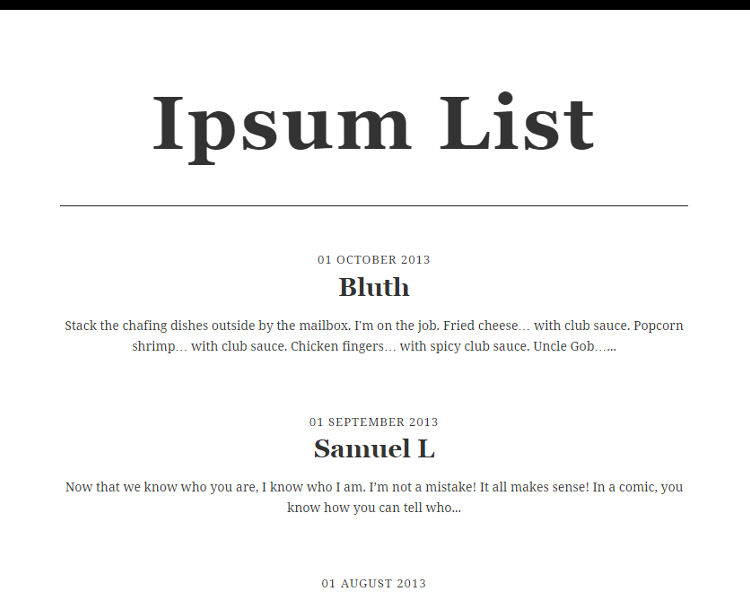 Ipsum List
01 OCTOBER 2013
Bluth
Stack the chafing dishes outside by the mailbox. I'm on the job. Fried cheese… with club sauce. Popcorn
shrimp… with club sauce. Chicken fingers… with spicy club sauce. Uncle Gob…...
01 SEPTEMBER 2013
Samuel L
Now that we know who you are, I know who I am. I’m not a mistake! It all makes sense! In a comic, you
know how you can tell who...
01 AUGUST 2013